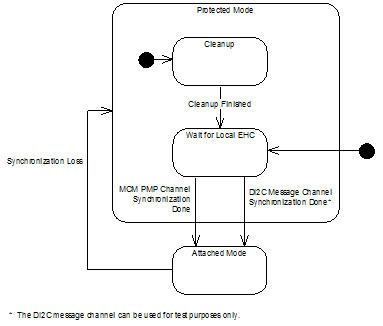 Protected Mode
Cleanup
Cleanup Finished
Wait for Local EHC
Synchronization Loss
MCM PMP Channel
Synchronization
Done
DI2C Message Channel
Synchronization Done*
Attached Mode
* The DI2C message channel can be used for test purposes only.